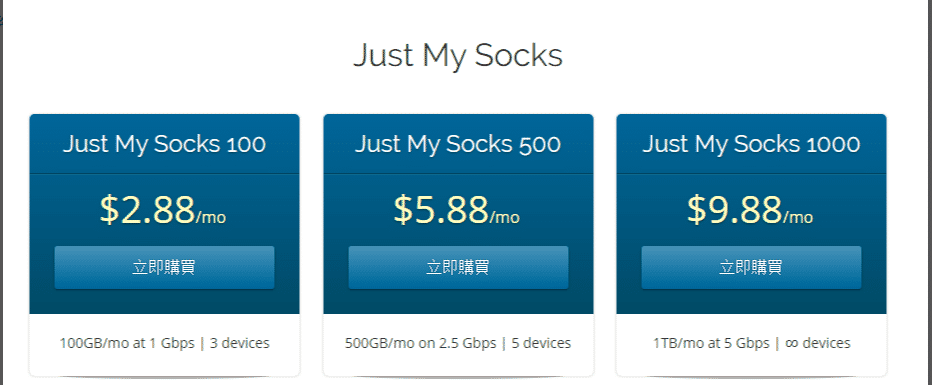 Just My Socks
Just My Socks 100
$2.88/mo
立即購買
100GB/mo at 1 Gbps | 3 devices
Just My Socks 500
$5.88/mo
立即購買
500GB/mo on 2.5 Gbps | 5 devices
Just My Socks 1000
$9.88/mo
立即購買
1TB/mo at 5 Gbps | ∞ devices